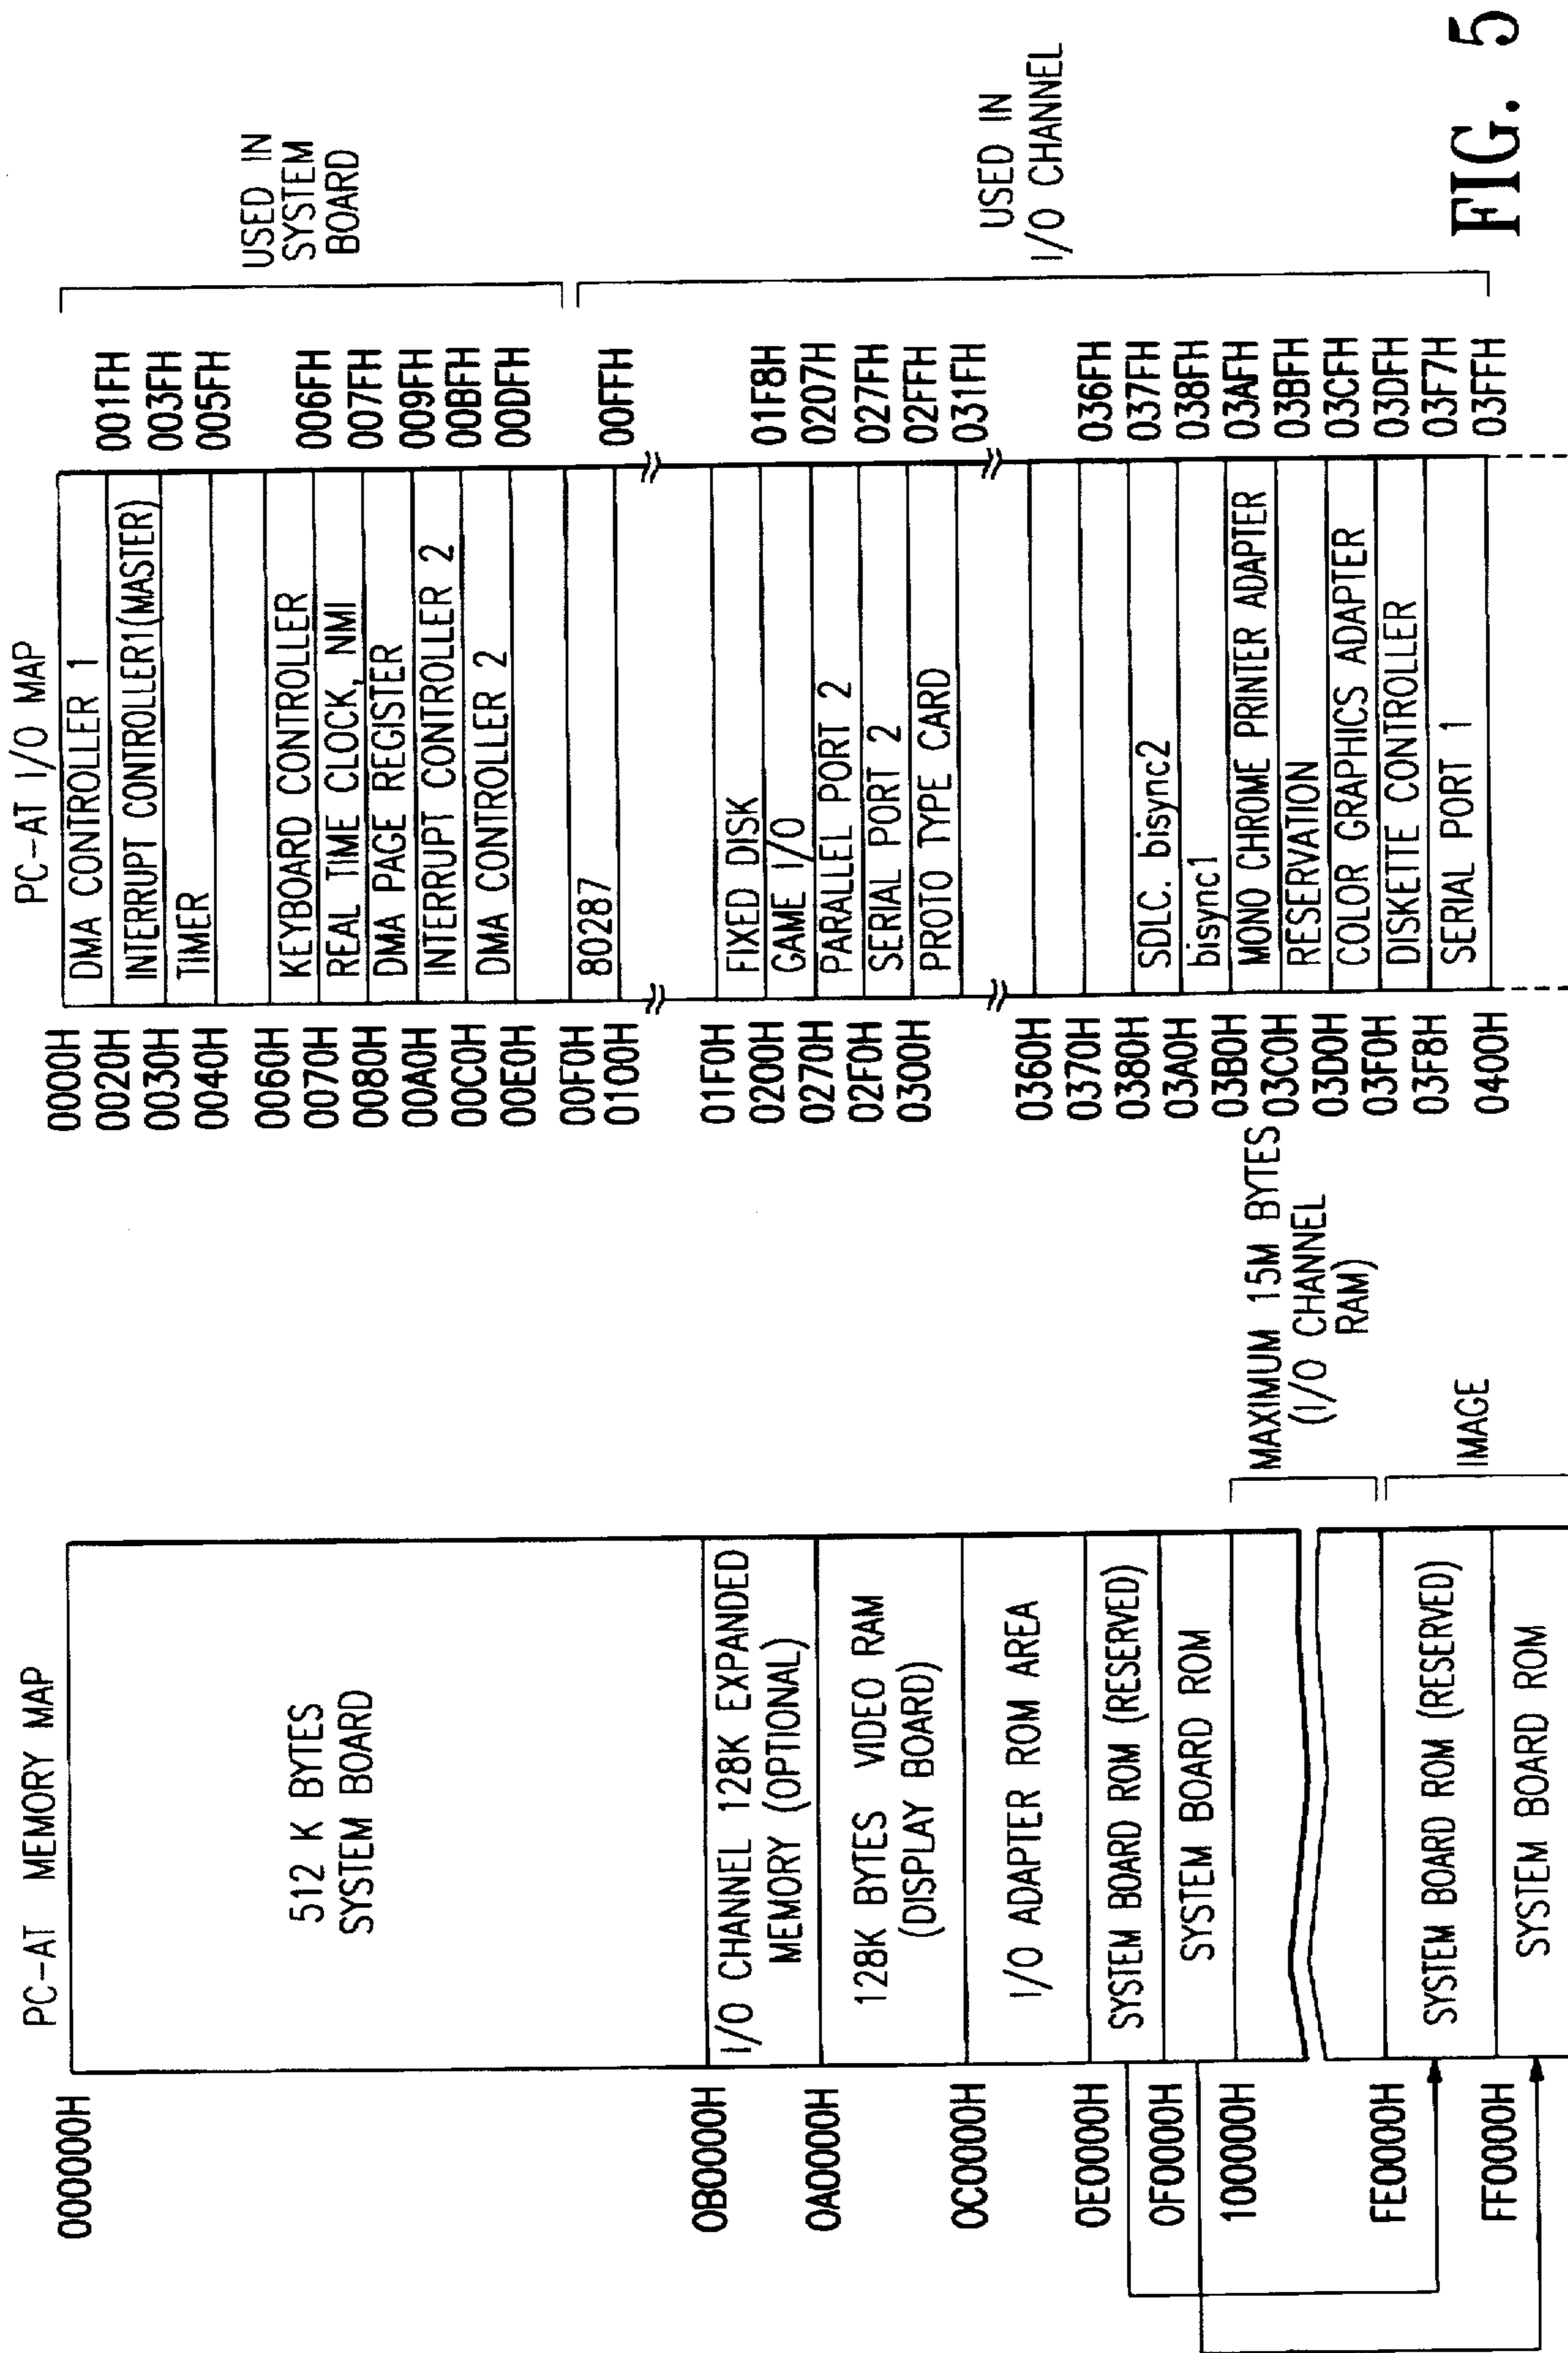 PC-AT MEMORY MAP
000000H
512 K BYTES
SYSTEM BOARD
0B0000H
I/O CHANNEL 128K EXPANDED
MEMORY (OPTIONAL)
0A0000H
128K BYTES VIDEO RAM
(DISPLAY BOARD)
0C0000H
I/O ADAPTER ROM AREA
0E0000H
SYSTEM BOARD ROM (RESERVED)
0F0000H
SYSTEM BOARD ROM
100000H
MAXIMUM 15M BYTES
(I/O CHANNEL
RAM)
FE0000H
SYSTEM BOARD ROM (RESERVED)
IMAGE
FF0000H
SYSTEM BOARD ROM
PC-AT I/O MAP
0000H DMA CONTROLLER 1 001FH
0020H INTERRUPT CONTROLLER1(MASTER) 003FH
0030H TIMER 005FH
0040H
0060H KEYBOARD CONTROLLER 006FH
0070H REAL TIME CLOCK, NMI 007FH
0080H DMA PAGE REGISTER 009FH
00A0H INTERRUPT CONTROLLER 2 00BFH
00C0H DMA CONTROLLER 2 00DFH
00E0H
00F0H 80287 00FFH
0100H
01F0H FIXED DISK 01F8H
0200H GAME I/O 0207H
0270H PARALLEL PORT 2 027FH
02F0H SERIAL PORT 2 02FFH
0300H PROTO TYPE CARD 031FH
0360H 036FH
0370H 037FH
0380H SDLC. bisync2 038FH
03A0H bisync1 03AFH
03B0H MONO CHROME PRINTER ADAPTER 03BFH
03C0H RESERVATION 03CFH
03D0H COLOR GRAPHICS ADAPTER 03DFH
03F0H DISKETTE CONTROLLER 03F7H
03F8H SERIAL PORT 1 03FFH
0400H
USED IN
SYSTEM
BOARD
USED IN
I/O CHANNEL
FIG. 5